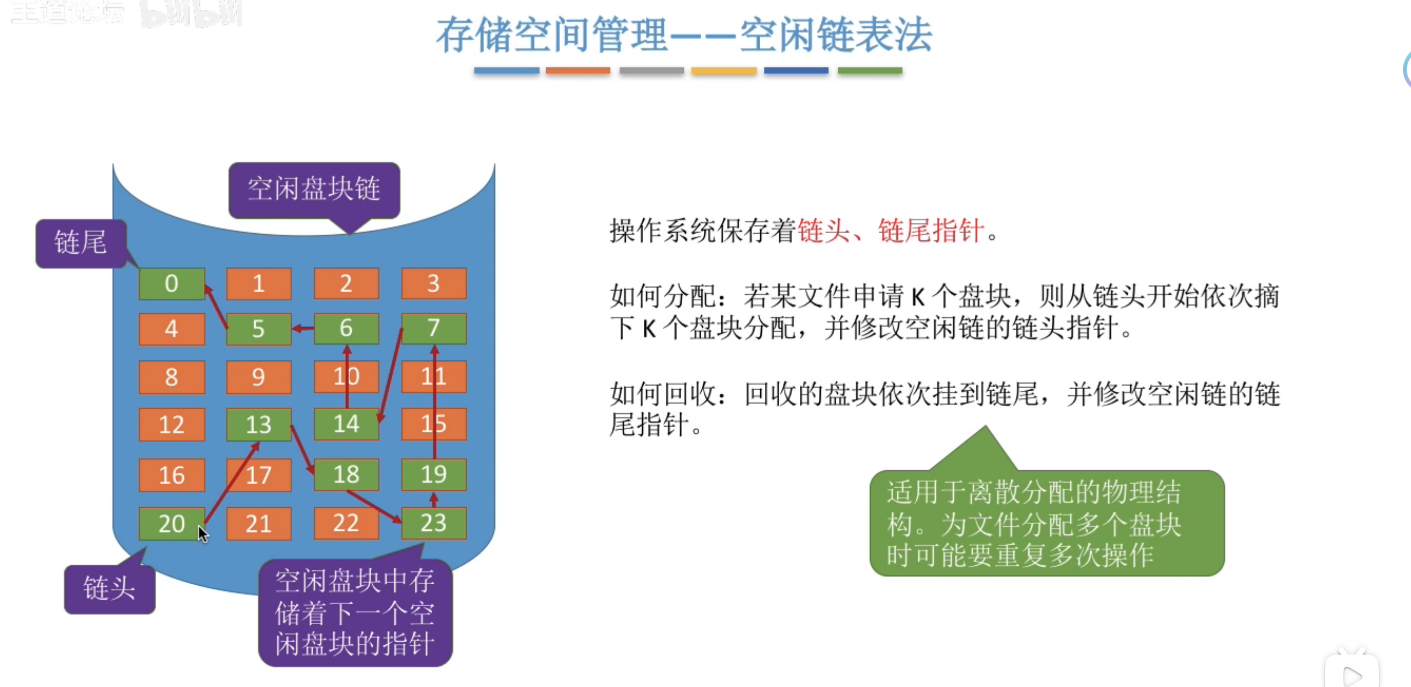 王道论坛 bilibili
存储空间管理——空闲链表法
空闲盘块链
链尾
0 1 2 3
4 5 6 7
8 9 10 11
12 13 14 15
16 17 18 19
20 21 22 23
链头
空闲盘块中存
储着下一个空
闲盘块的指针
操作系统保存着链头、链尾指针。
如何分配：若某文件申请 K 个盘块，则从链头开始依次摘
下 K 个盘块分配，并修改空闲链的链头指针。
如何回收：回收的盘块依次挂到链尾，并修改空闲链的链
尾指针。
适用于离散分配的物理结
构。为文件分配多个盘块
时可能要重复多次操作